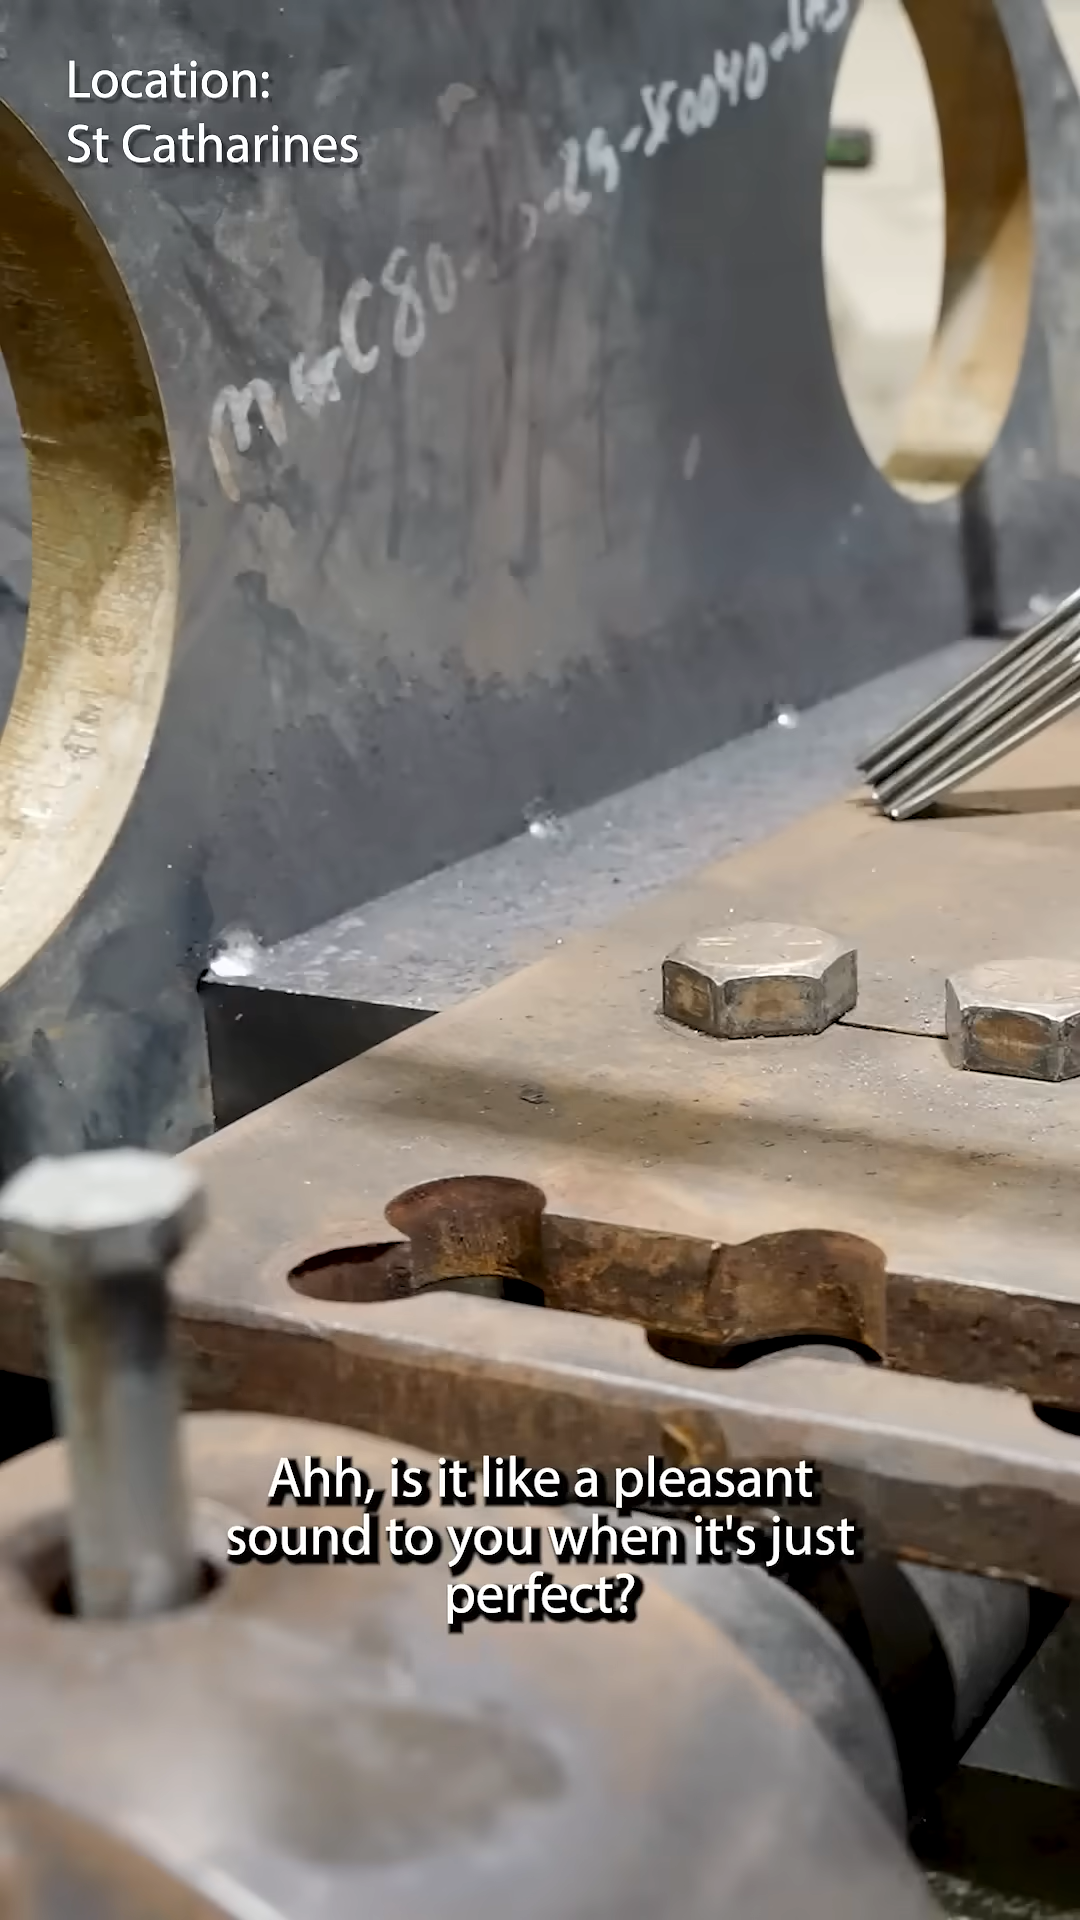 Location:
St Catharines
Ahh, is it like a pleasant
sound to you when it's just
perfect?